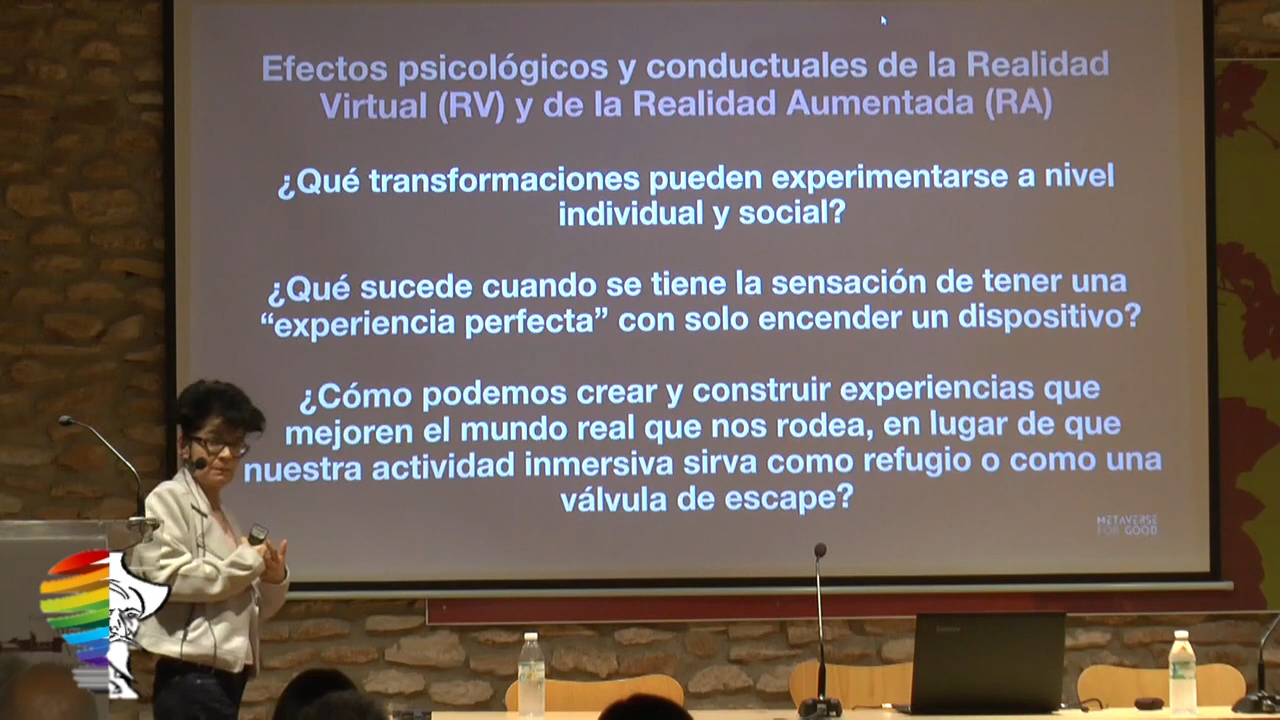 Efectos psicológicos y conductuales de la Realidad
Virtual (RV) y de la Realidad Aumentada (RA)
¿Qué transformaciones pueden experimentarse a nivel
individual y social?
¿Qué sucede cuando se tiene la sensación de tener una
“experiencia perfecta” con solo encender un dispositivo?
¿Cómo podemos crear y construir experiencias que
mejoren el mundo real que nos rodea, en lugar de que
nuestra actividad inmersiva sirva como refugio o como una
válvula de escape?
METAVERSE
FOR GOOD